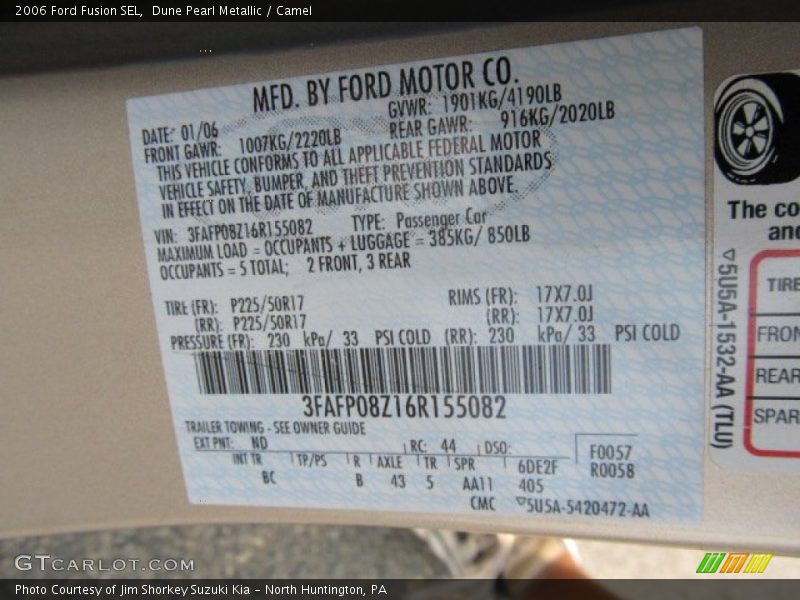 2006 Ford Fusion SEL, Dune Pearl Metallic / Camel
MFD. BY FORD MOTOR CO.
DATE: 01/06 GVWR: 1901KG/4190LB
FRONT GAWR: 1007KG/2220LB REAR GAWR: 916KG/2020LB
THIS VEHICLE CONFORMS TO ALL APPLICABLE FEDERAL MOTOR
VEHICLE SAFETY, BUMPER, AND THEFT PREVENTION STANDARDS
IN EFFECT ON THE DATE OF MANUFACTURE SHOWN ABOVE.
VIN: 3FAFP08Z16R155082 TYPE: Passenger Car
MAXIMUM LOAD = OCCUPANTS + LUGGAGE = 385KG/ 850LB
OCCUPANTS = 5 TOTAL; 2 FRONT, 3 REAR
TIRE (FR): P225/50R17 RIMS (FR): 17X7.0J
(RR): P225/50R17 (RR): 17X7.0J
PRESSURE (FR): 230 kPa/ 33 PSI COLD (RR): 230 kPa/ 33 PSI COLD
3FAFP08Z16R155082
TRAILER TOWING - SEE OWNER GUIDE
EXT PNT: ND RC: 44 DSO: F0057
INT TR TP/PS R AXLE TR SPR 6DE2F R0058
BC B 43 5 AA11 405
CMC ▽5U5A-5420472-AA
The co
and
▽5U5A-1532-AA (TLU)
TIRE
FRON
REAR
SPAR
GTCARLOT.COM
Photo Courtesy of Jim Shorkey Suzuki Kia - North Huntington, PA